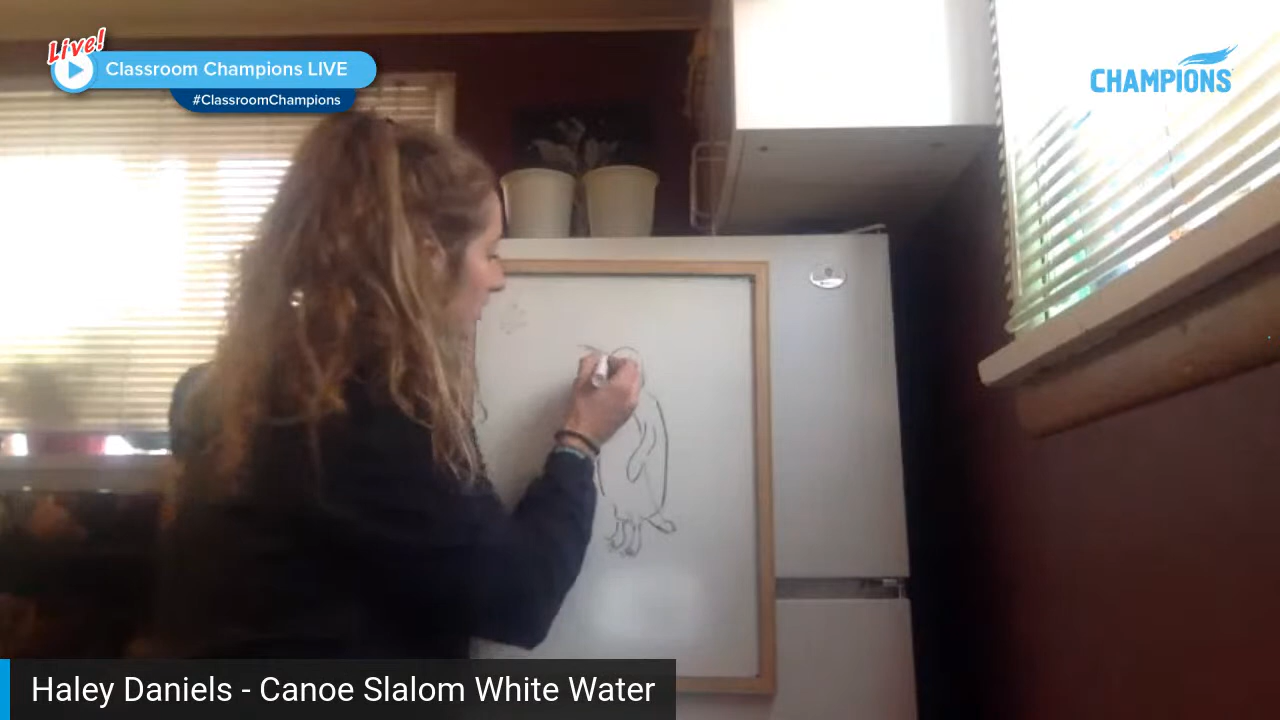 Live!
Classroom Champions LIVE
#ClassroomChampions
CHAMPIONS
Haley Daniels - Canoe Slalom White Water